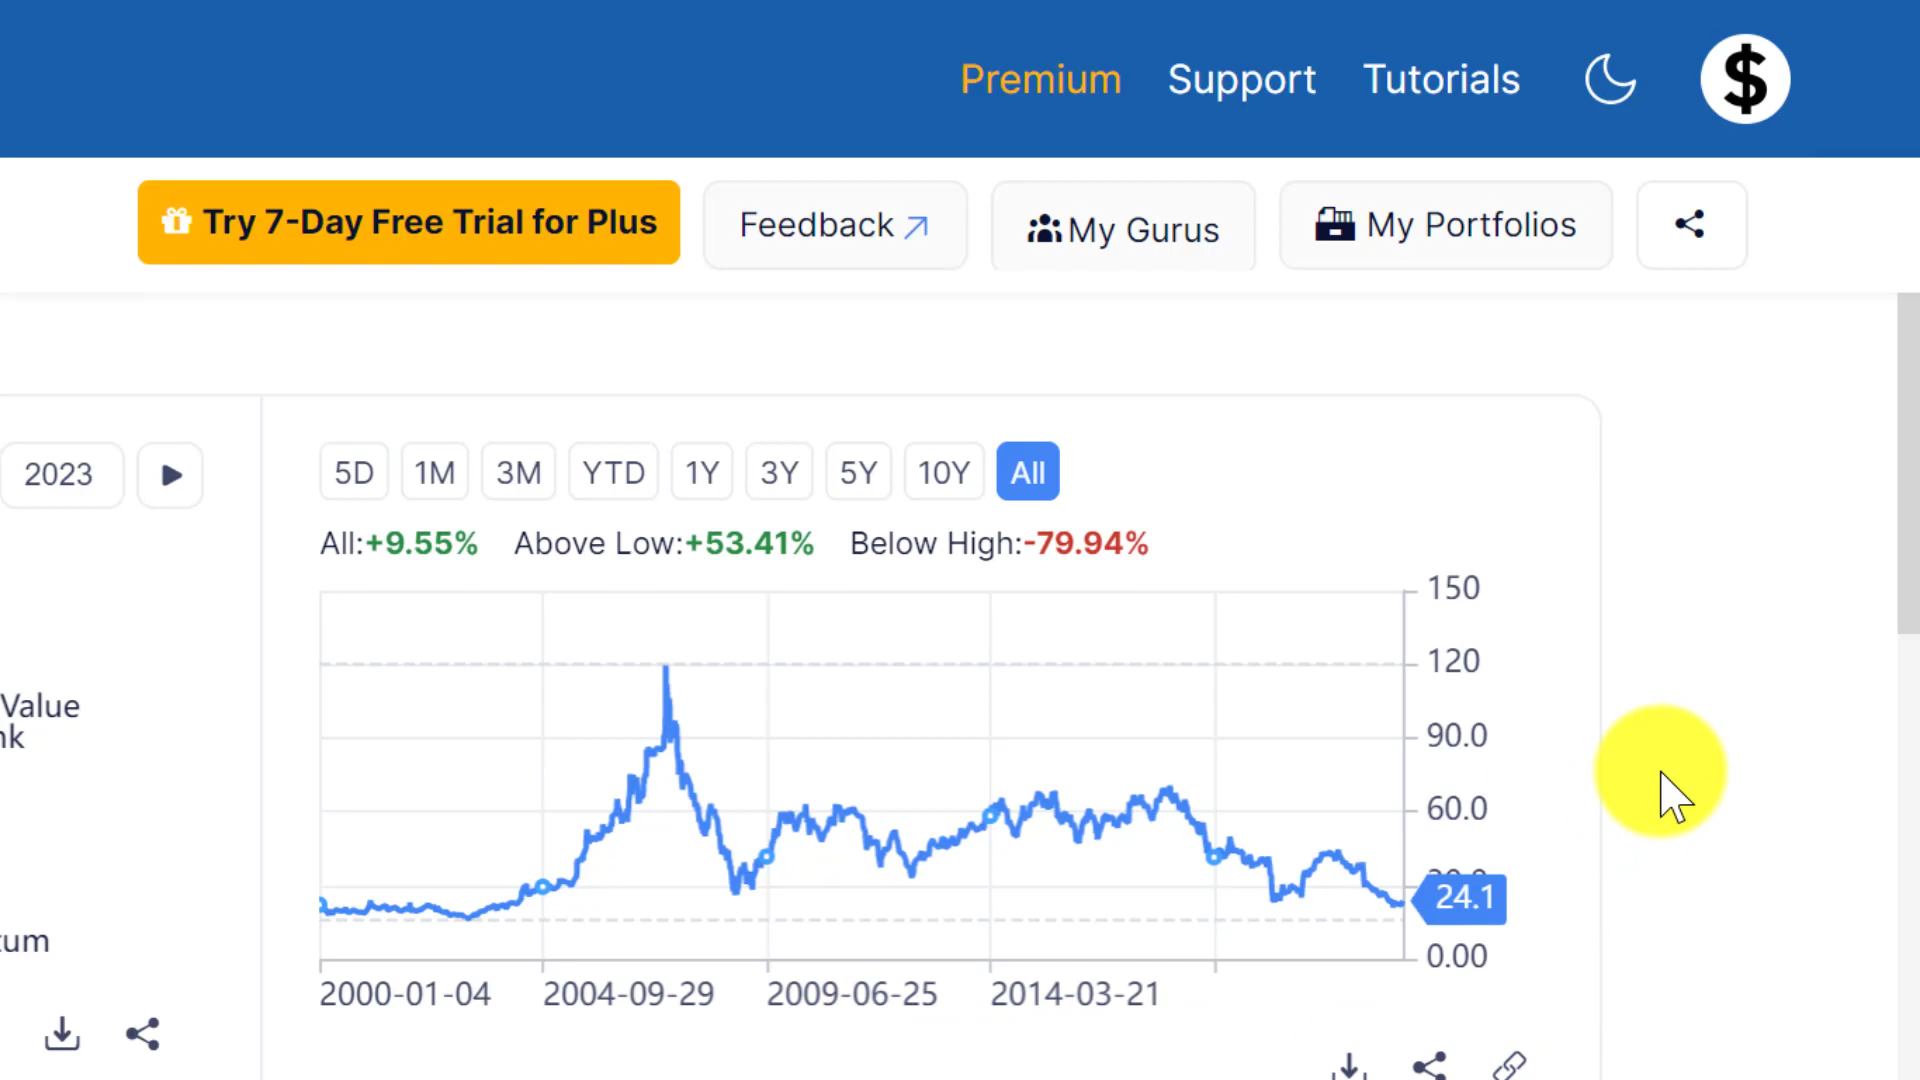 Premium Support Tutorials
Try 7-Day Free Trial for Plus Feedback My Gurus My Portfolios
2023 5D 1M 3M YTD 1Y 3Y 5Y 10Y All
All:+9.55% Above Low:+53.41% Below High:-79.94%
150
120
Value
nk
90.0
60.0
24.1
tum
0.00
2000-01-04 2004-09-29 2009-06-25 2014-03-21